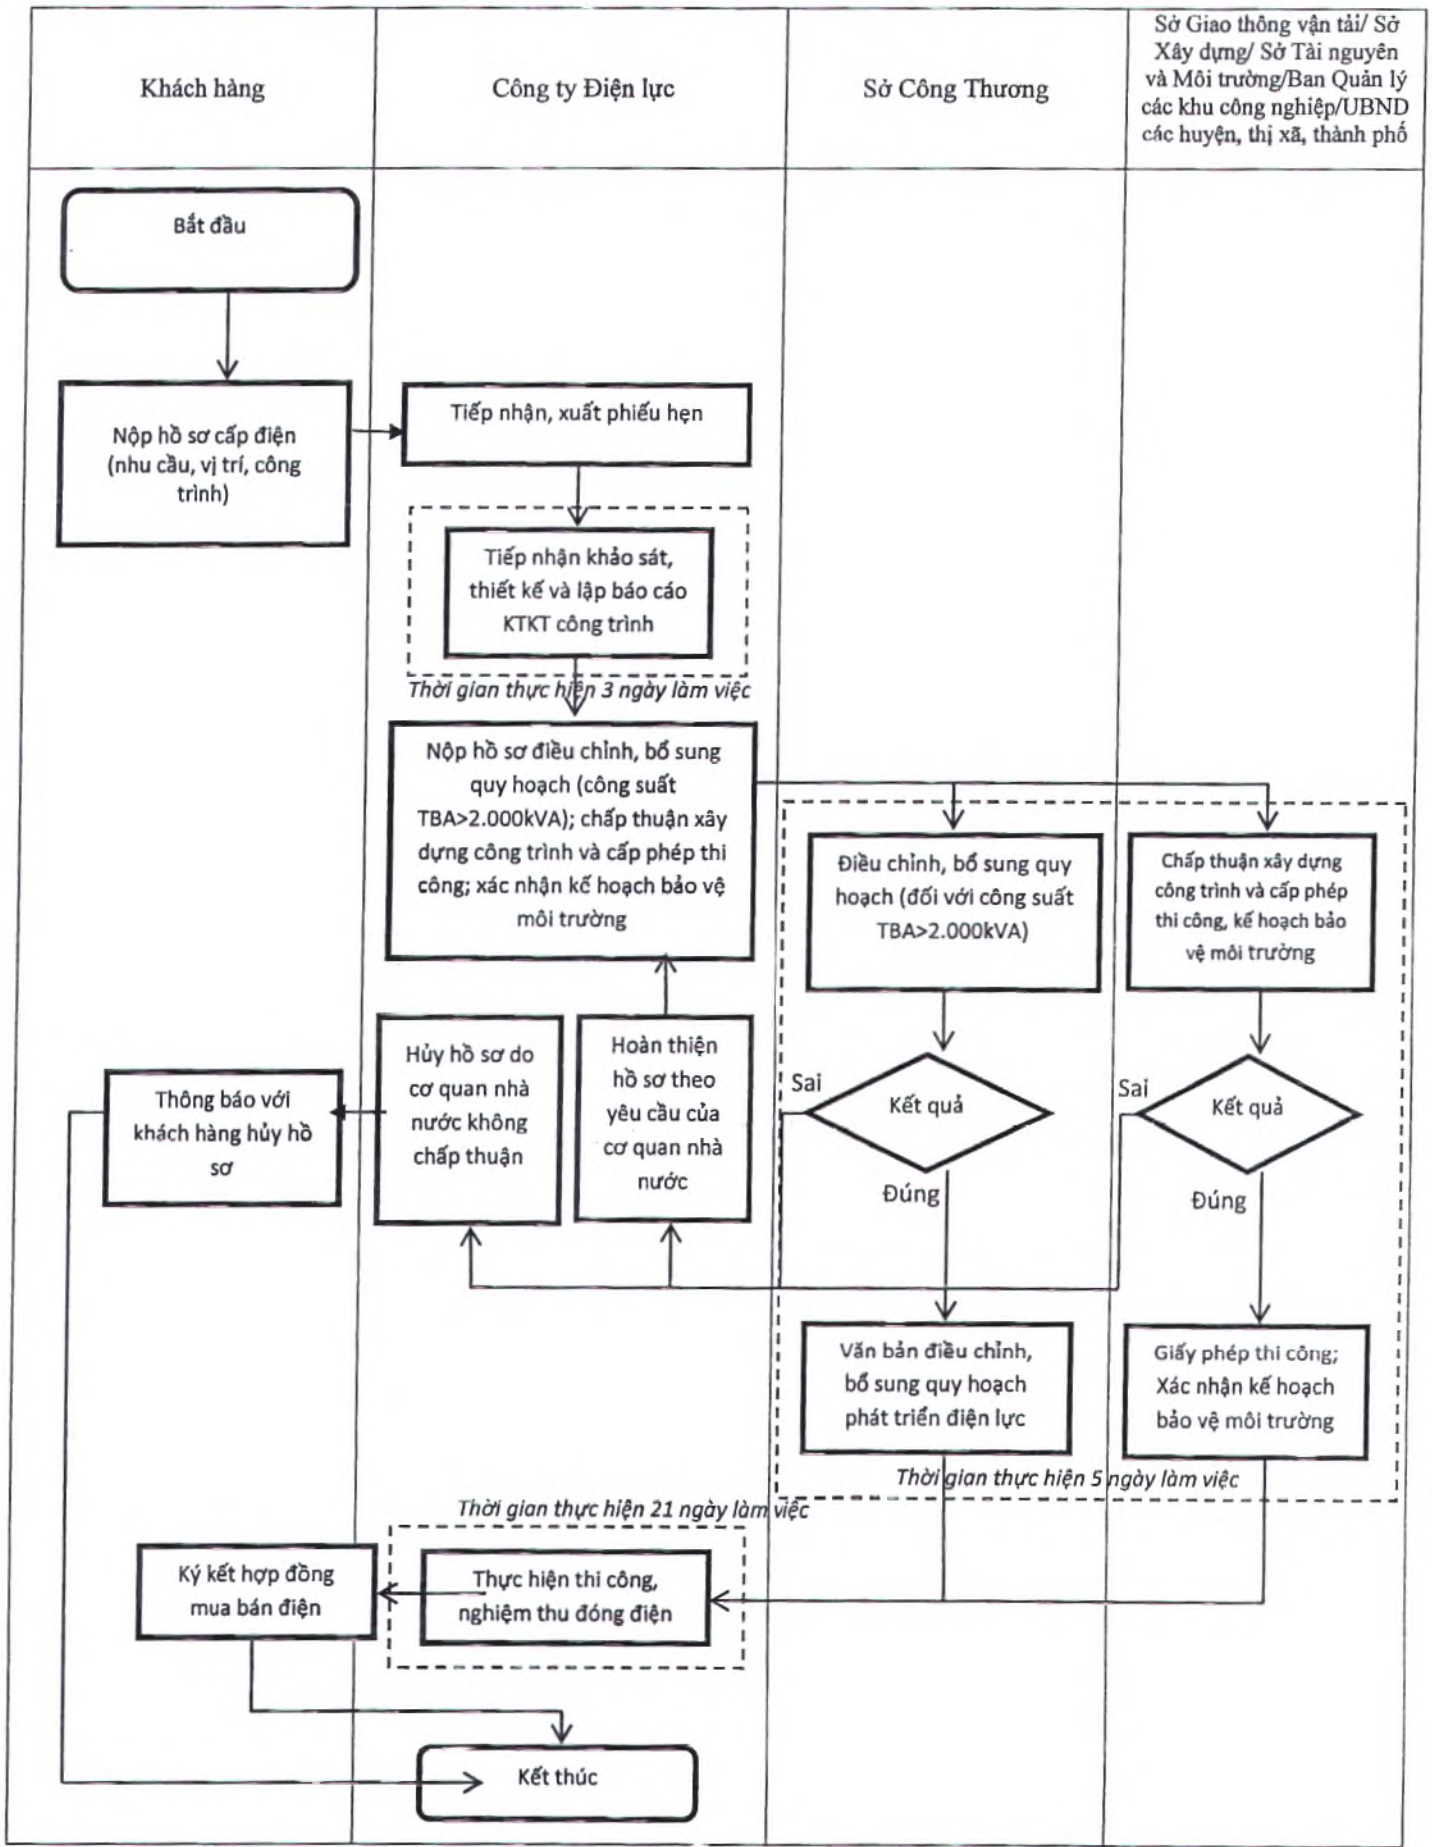 Khách hàng
Công ty Điện lực
Sở Công Thương
Sở Giao thông vận tải/ Sở
Xây dựng/ Sở Tài nguyên
và Môi trường/Ban Quản lý
các khu công nghiệp/UBND
các huyện, thị xã, thành phố
Bắt đầu
Nộp hồ sơ cấp điện
(nhu cầu, vị trí, công
trình)
Tiếp nhận, xuất phiếu hẹn
Tiếp nhận khảo sát,
thiết kế và lập báo cáo
KTKT công trình
Thời gian thực hiện 3 ngày làm việc
Nộp hồ sơ điều chỉnh, bổ sung
quy hoạch (công suất
TBA>2.000kVA); chấp thuận xây
dựng công trình và cấp phép thi
công; xác nhận kế hoạch bảo vệ
môi trường
Điều chỉnh, bổ sung quy
hoạch (đối với công suất
TBA>2.000kVA)
Chấp thuận xây dựng
công trình và cấp phép
thi công, kế hoạch bảo
vệ môi trường
Thông báo với
khách hàng hủy hồ
sơ
Hủy hồ sơ do
cơ quan nhà
nước không
chấp thuận
Hoàn thiện
hồ sơ theo
yêu cầu của
cơ quan nhà
nước
Sai
Kết quả
Đúng
Sai
Kết quả
Đúng
Văn bản điều chỉnh,
bổ sung quy hoạch
phát triển điện lực
Giấy phép thi công;
Xác nhận kế hoạch
bảo vệ môi trường
Thời gian thực hiện 5 ngày làm việc
Thời gian thực hiện 21 ngày làm việc
Ký kết hợp đồng
mua bán điện
Thực hiện thi công,
nghiệm thu đóng điện
Kết thúc